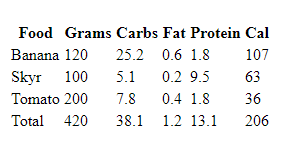 Food Grams Carbs Fat Protein Cal
Banana 120 25.2 0.6 1.8 107
Skyr 100 5.1 0.2 9.5 63
Tomato 200 7.8 0.4 1.8 36
Total 420 38.1 1.2 13.1 206